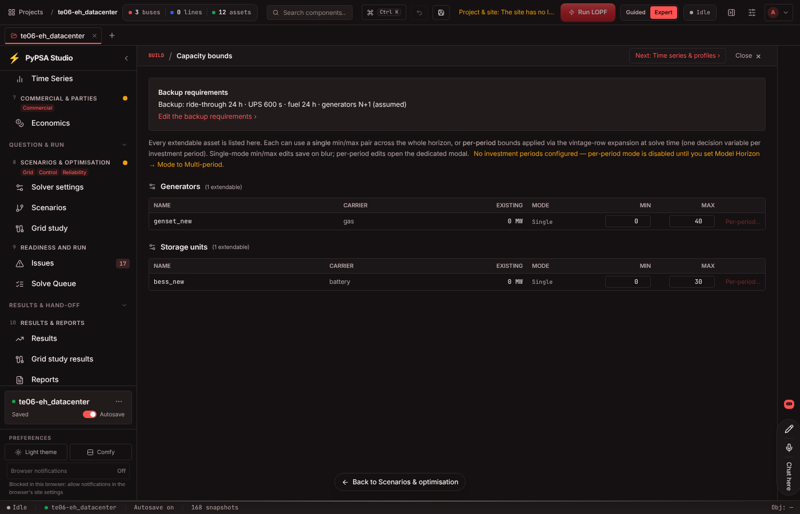 Projects / te06-eh_datacenter
3 buses 0 lines 12 assets
Search components...
Ctrl K
Project & site: The site has no l...
Run LOPF
Guided Expert
Idle
A
te06-eh_datacenter
PyPSA Studio
Time Series
7 COMMERCIAL & PARTIES
Commercial
Economics
QUESTION & RUN
8 SCENARIOS & OPTIMISATION
Grid Control Reliability
Solver settings
Scenarios
Grid study
9 READINESS AND RUN
Issues 17
Solve Queue
RESULTS & HAND-OFF
10 RESULTS & REPORTS
Results
Grid study results
Reports
te06-eh_datacenter
Saved Autosave
PREFERENCES
Light theme Comfy
Browser notifications Off
Blocked in this browser: allow notifications in the
browser's site settings
BUILD / Capacity bounds
Next: Time series & profiles ›
Close
Backup requirements
Backup: ride-through 24 h · UPS 600 s · fuel 24 h · generators N+1 (assumed)
Edit the backup requirements ›
Every extendable asset is listed here. Each can use a single min/max pair across the whole horizon, or per-period bounds applied via the vintage-row expansion at solve time (one decision variable per
investment period). Single-mode min/max edits save on blur; per-period edits open the dedicated modal. No investment periods configured — per-period mode is disabled until you set Model Horizon
→ Mode to Multi-period.
Generators (1 extendable)
NAME CARRIER EXISTING MODE MIN MAX
genset_new gas 0 MW Single 0 40 Per-period…
Storage units (1 extendable)
NAME CARRIER EXISTING MODE MIN MAX
bess_new battery 0 MW Single 0 30 Per-period…
← Back to Scenarios & optimisation
Chat here
Idle te06-eh_datacenter Autosave on 168 snapshots Obj: —